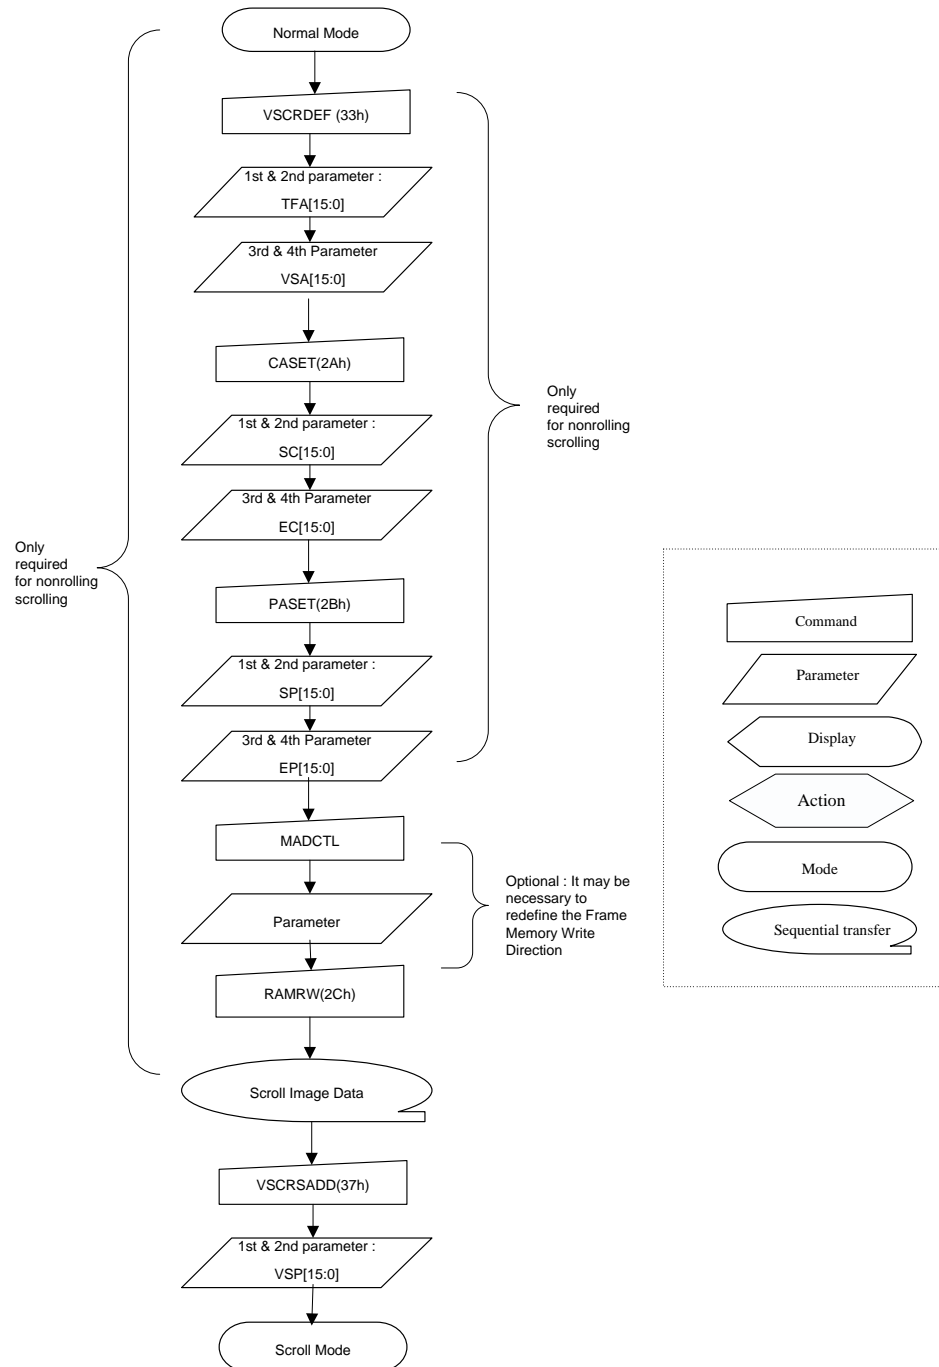 Normal Mode
VSCRDEF (33h)
1st & 2nd parameter :
TFA[15:0]
3rd & 4th Parameter
VSA[15:0]
CASET(2Ah)
1st & 2nd parameter :
SC[15:0]
3rd & 4th Parameter
EC[15:0]
PASET(2Bh)
1st & 2nd parameter :
SP[15:0]
3rd & 4th Parameter
EP[15:0]
MADCTL
Parameter
RAMRW(2Ch)
Scroll Image Data
VSCRSADD(37h)
1st & 2nd parameter :
VSP[15:0]
Scroll Mode
Only
required
for nonrolling
scrolling
Only
required
for nonrolling
scrolling
Optional : It may be
necessary to
redefine the Frame
Memory Write
Direction
Command
Parameter
Display
Action
Mode
Sequential transfer